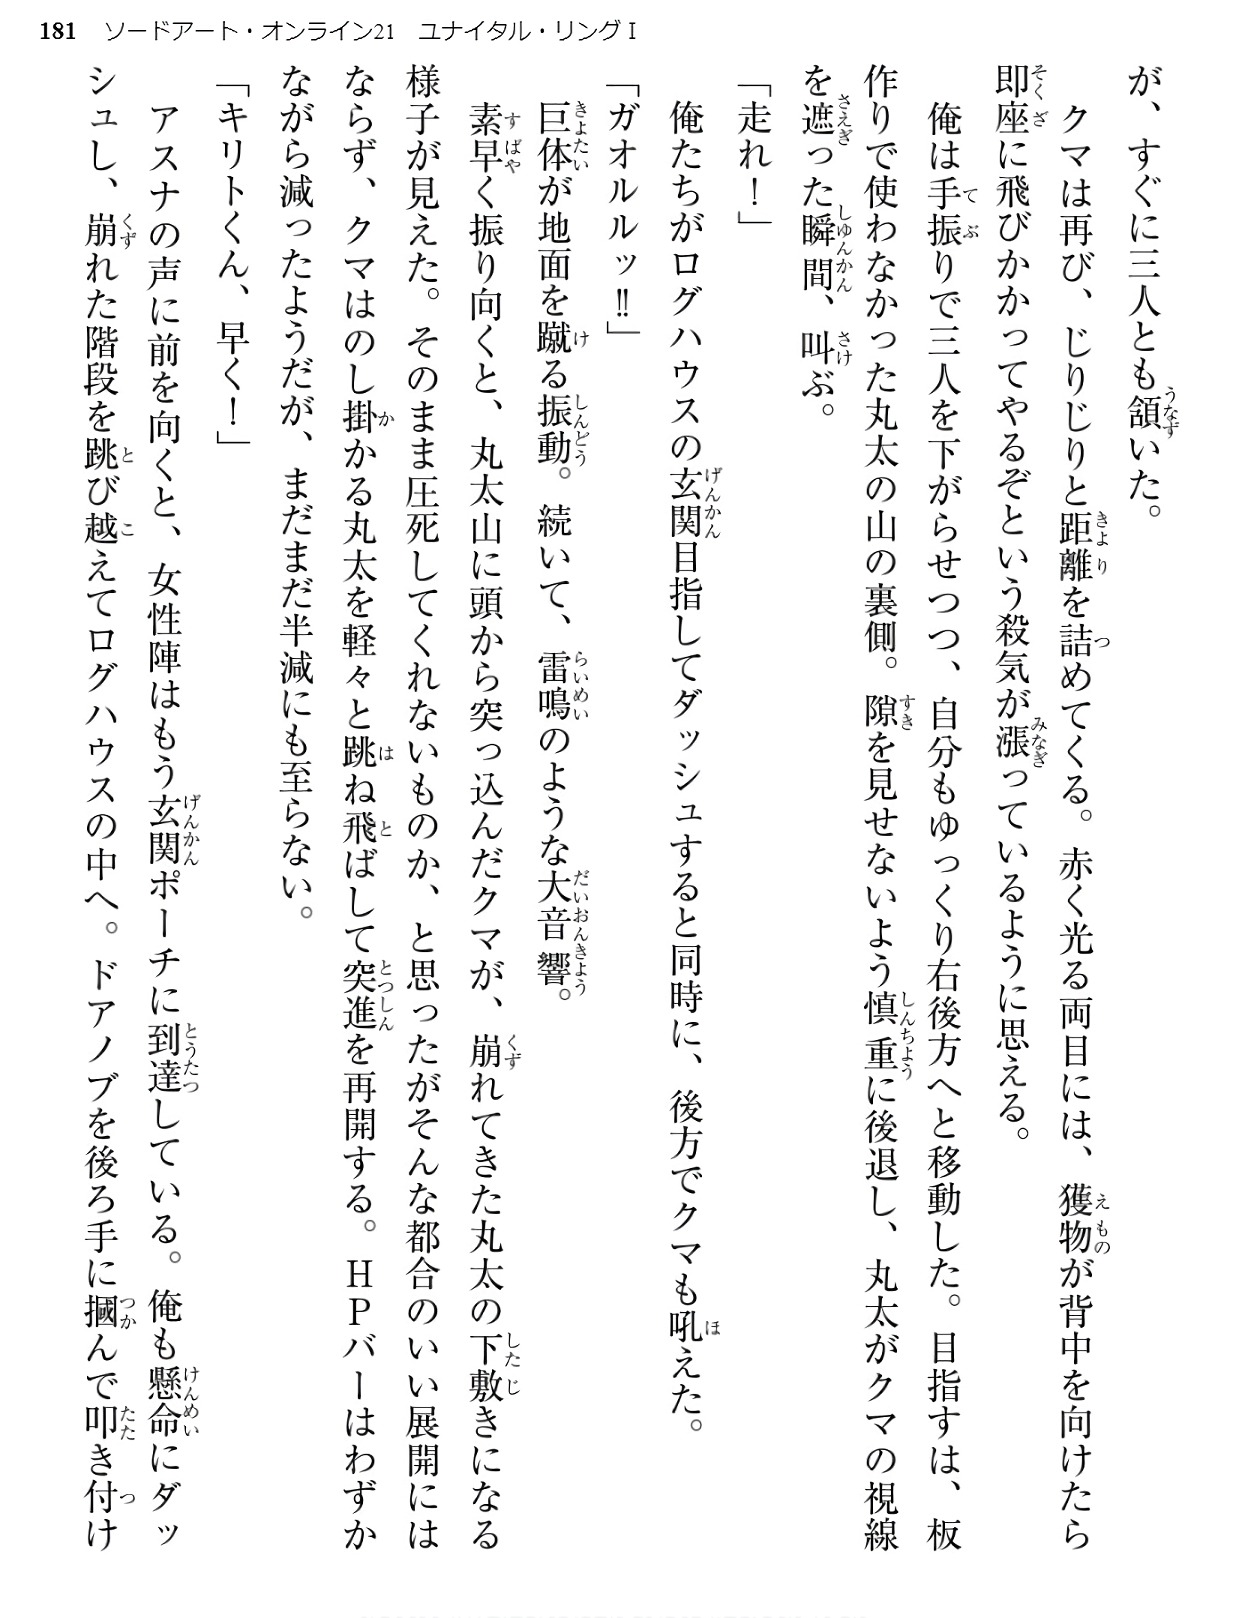 181 ソードアート・オンライン21 ユナイタル・リングⅠ
が、すぐに三人とも頷いた。
クマは再び、じりじりと距離を詰めてくる。赤く光る両目には、獲物が背中を向けたら
即座に飛びかかってやるぞという殺気が漲っているように思える。
俺は手振りで三人を下がらせつつ、自分もゆっくり右後方へと移動した。目指すは、板
作りで使わなかった丸太の山の裏側。隙を見せないよう慎重に後退し、丸太がクマの視線
を遮った瞬間、叫ぶ。
「走れ！」
俺たちがログハウスの玄関目指してダッシュすると同時に、後方でクマも吼えた。
「ガオルルッ‼」
巨体が地面を蹴る振動。続いて、雷鳴のような大音響。
素早く振り向くと、丸太山に頭から突っ込んだクマが、崩れてきた丸太の下敷きになる
様子が見えた。そのまま圧死してくれないものか、と思ったがそんな都合のいい展開には
ならず、クマはのし掛かる丸太を軽々と跳ね飛ばして突進を再開する。ＨＰバーはわずか
ながら減ったようだが、まだまだ半減にも至らない。
「キリトくん、早く！」
アスナの声に前を向くと、女性陣はもう玄関ポーチに到達している。俺も懸命にダッ
シュし、崩れた階段を跳び越えてログハウスの中へ。ドアノブを後ろ手に摑んで叩き付け